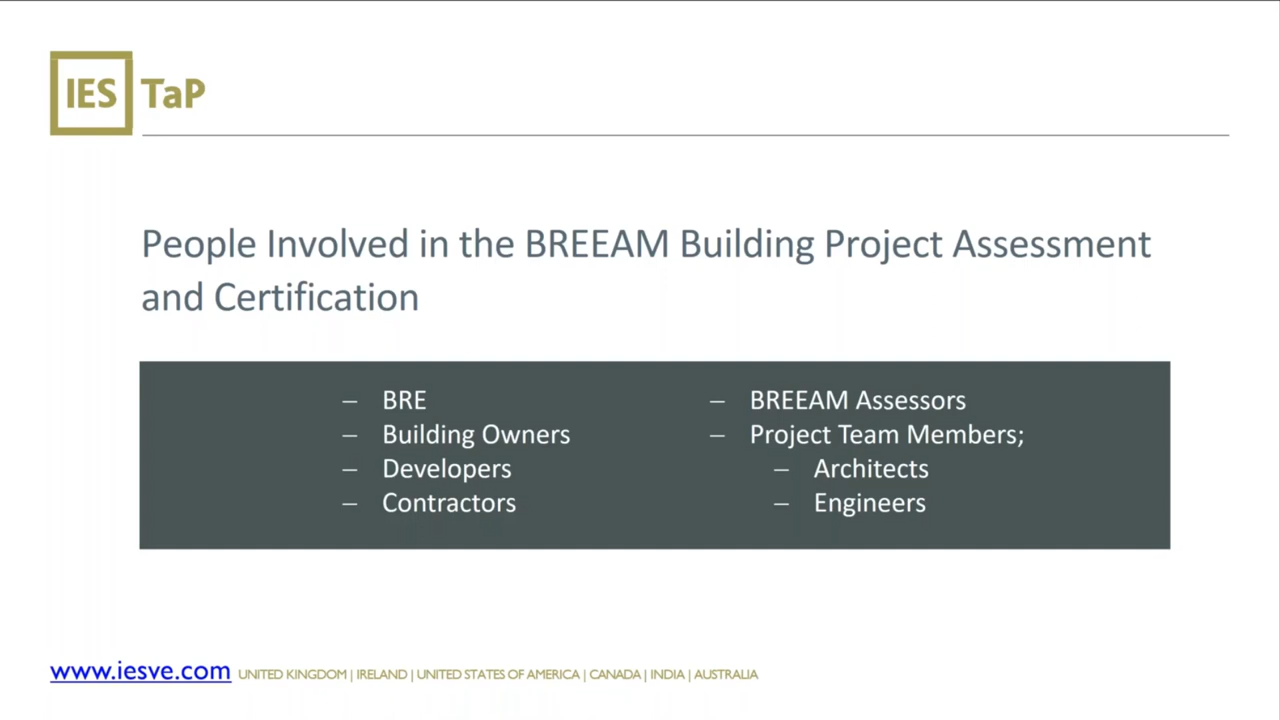 IES TaP
People Involved in the BREEAM Building Project Assessment
and Certification
– BRE
– Building Owners
– Developers
– Contractors
– BREEAM Assessors
– Project Team Members;
– Architects
– Engineers
www.iesve.com UNITED KINGDOM | IRELAND | UNITED STATES OF AMERICA | CANADA | INDIA | AUSTRALIA